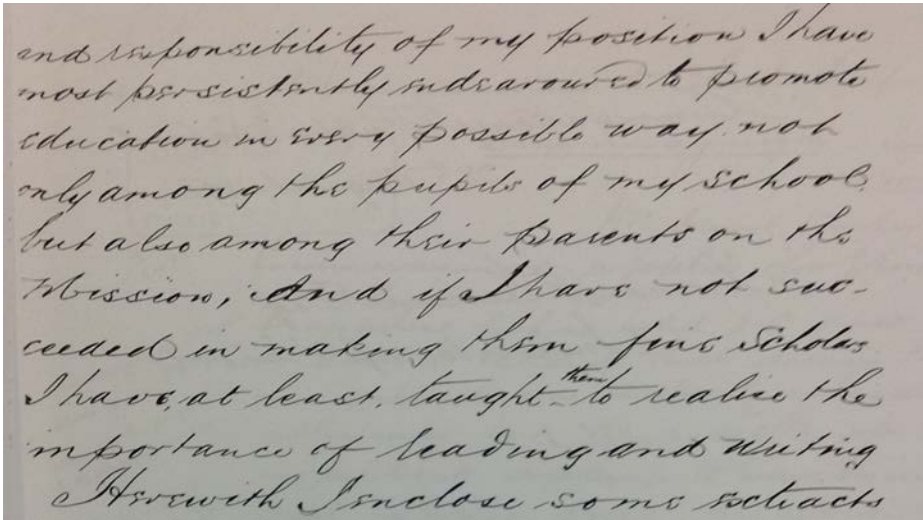 and responsibility of my position I have
most persistently endeavoured to promote
education in every possible way not
only among the pupils of my school,
but also among their parents on the
Mission; And if I have not suc-
ceeded in making them fine Scholars
I have, at least, taught them to realise the
importance of reading and writing
Herewith I enclose some extracts